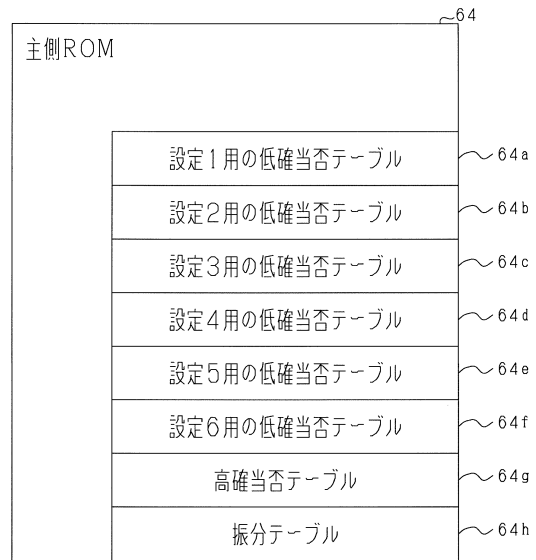 64
主側ROM
設定1用の低確当否テーブル
64a
設定2用の低確当否テーブル
64b
設定3用の低確当否テーブル
64c
設定4用の低確当否テーブル
64d
設定5用の低確当否テーブル
64e
設定6用の低確当否テーブル
64f
高確当否テーブル
64g
振分テーブル
64h